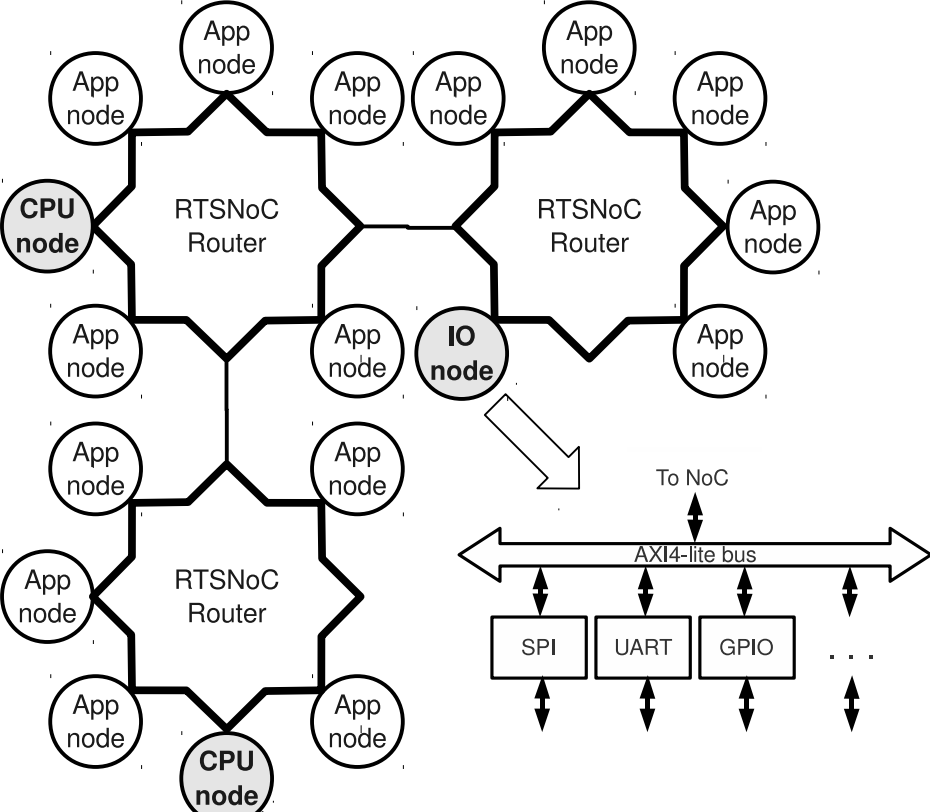 App
node
App
node
App
node
App
node
App
node
App
node
CPU
node
RTSNoC
Router
RTSNoC
Router
App
node
App
node
App
node
IO
node
App
node
App
node
App
node
To NoC
AXI4-lite bus
App
node
RTSNoC
Router
SPI
UART
GPIO
. . .
App
node
App
node
CPU
node